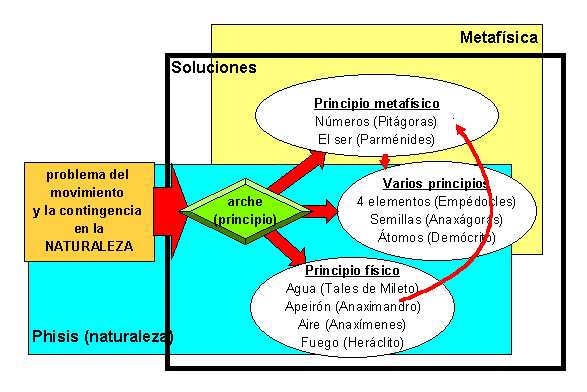 Metafísica
Soluciones
Principio metafísico
Números (Pitágoras)
El ser (Parménides)
problema del
movimiento
y la contingencia
en la
NATURALEZA
arche
(principio)
Varios principios
4 elementos (Empédocles)
Semillas (Anaxágoras)
Átomos (Demócrito)
Principio físico
Agua (Tales de Mileto)
Apeirón (Anaximandro)
Aire (Anaxímenes)
Fuego (Heráclito)
Phisis (naturaleza)